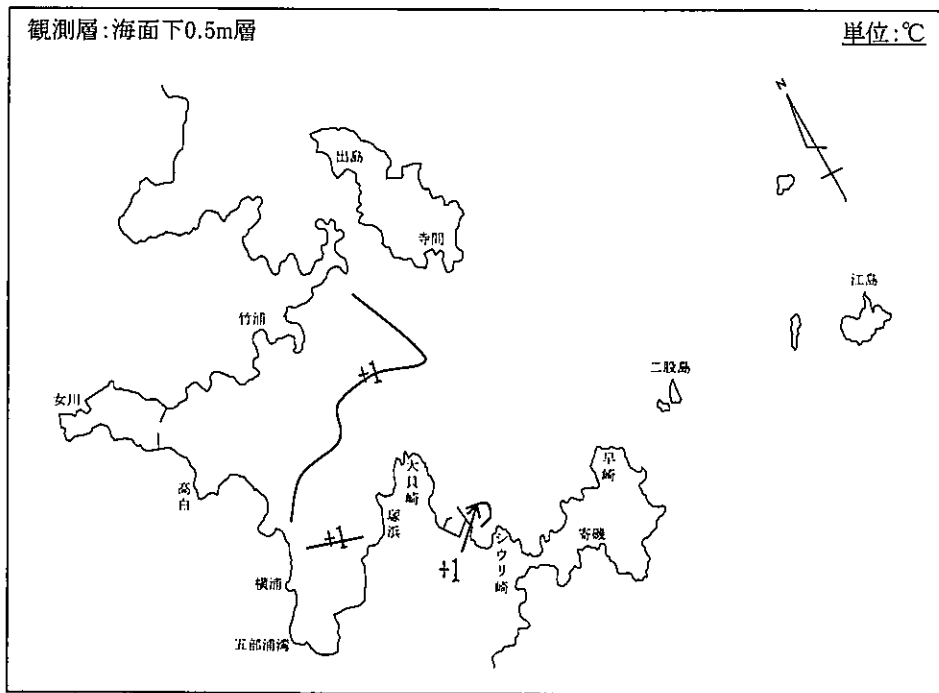 観測層:海面下0.5m層
単位:℃
N
出島
寺間
江島
竹浦
二股島
+1
女川
大貝崎
早崎
高白
塚浜
寄磯
シウリ崎
+1
+1
横浦
五部浦湾